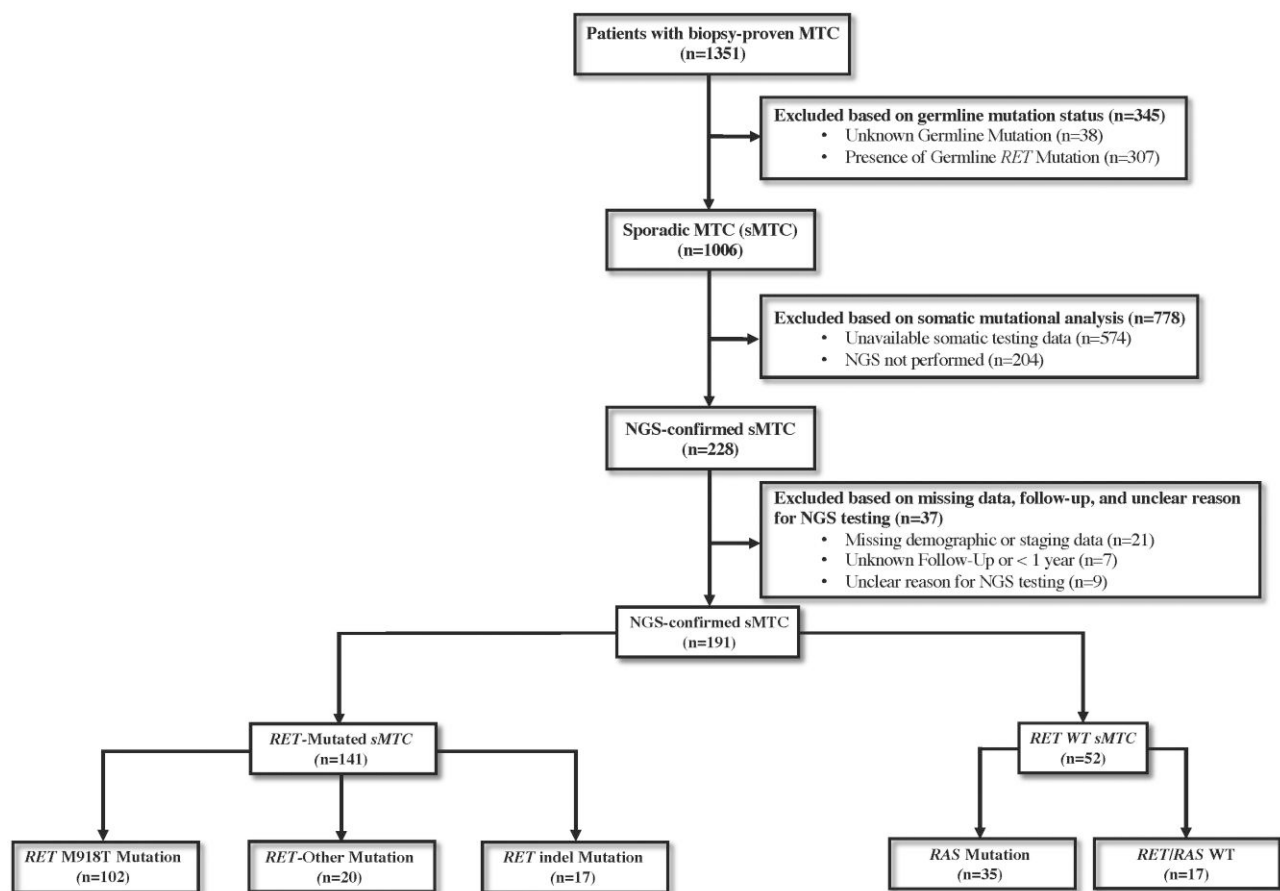 Patients with biopsy-proven MTC
(n=1351)
Excluded based on germline mutation status (n=345)
• Unknown Germline Mutation (n=38)
• Presence of Germline RET Mutation (n=307)
Sporadic MTC (sMTC)
(n=1006)
Excluded based on somatic mutational analysis (n=778)
• Unavailable somatic testing data (n=574)
• NGS not performed (n=204)
NGS-confirmed sMTC
(n=228)
Excluded based on missing data, follow-up, and unclear reason
for NGS testing (n=37)
• Missing demographic or staging data (n=21)
• Unknown Follow-Up or < 1 year (n=7)
• Unclear reason for NGS testing (n=9)
NGS-confirmed sMTC
(n=191)
RET-Mutated sMTC
(n=141)
RET WT sMTC
(n=52)
RET M918T Mutation
(n=102)
RET-Other Mutation
(n=20)
RET indel Mutation
(n=17)
RAS Mutation
(n=35)
RET/RAS WT
(n=17)